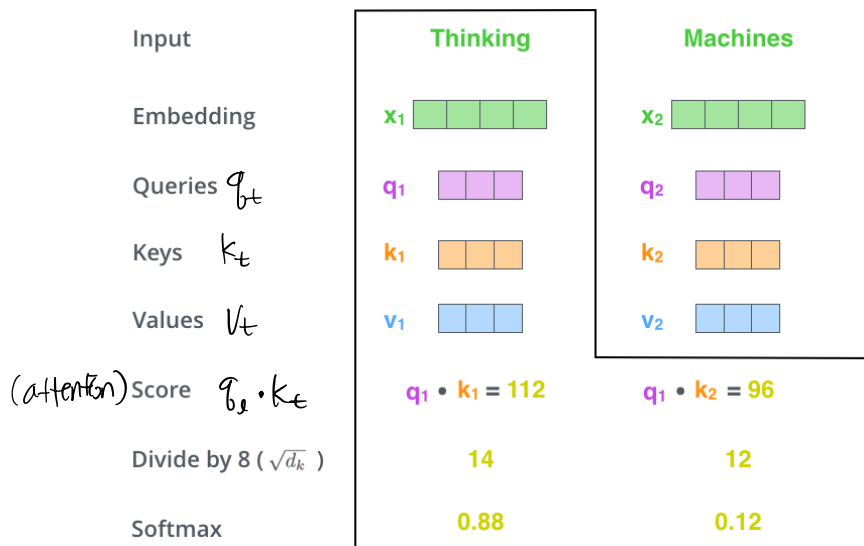 Input Thinking Machines
Embedding x₁ x₂
Queries qₜ q₁ q₂
Keys kₜ k₁ k₂
Values vₜ v₁ v₂
(attention) Score qₑ · kₜ q₁ • k₁ = 112 q₁ • k₂ = 96
Divide by 8 ( √dₖ ) 14 12
Softmax 0.88 0.12